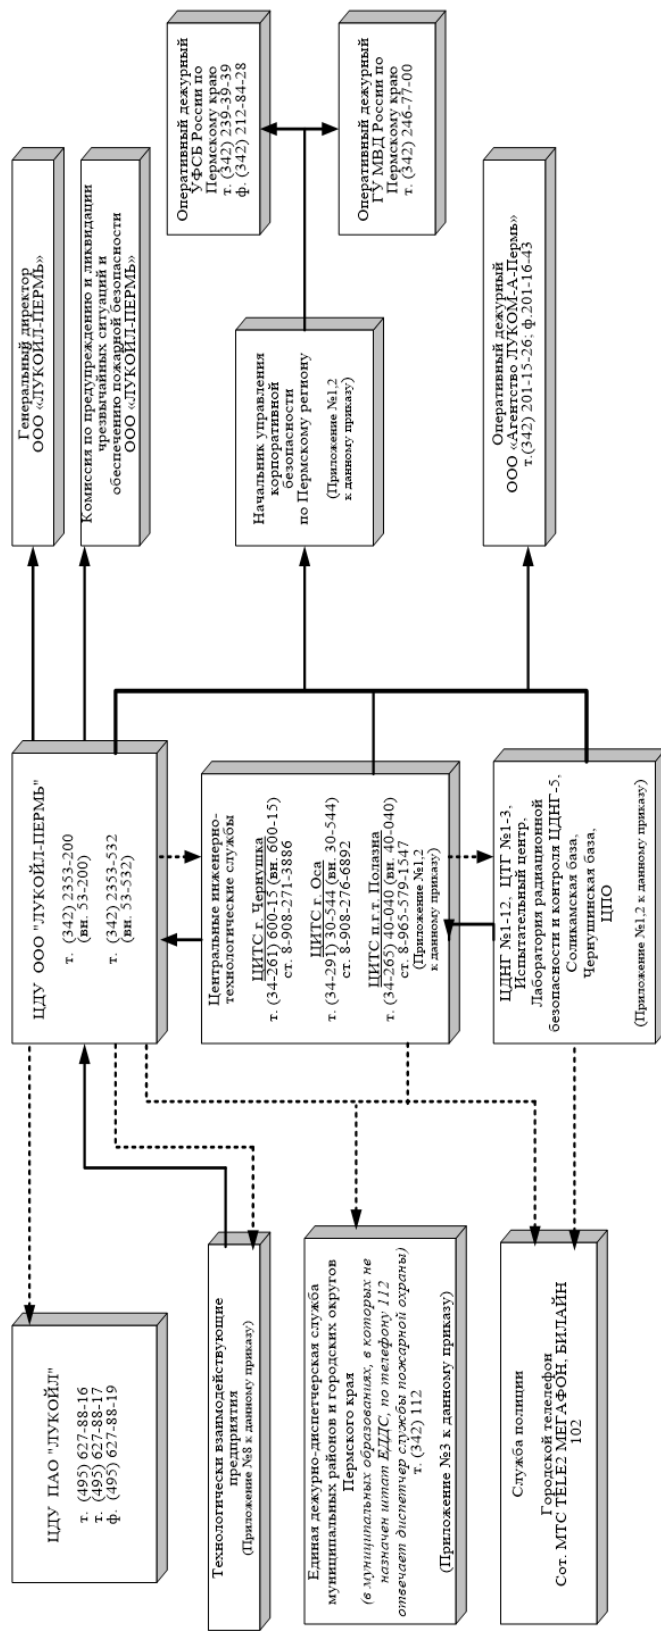 ЦДУ ПАО "ЛУКОЙЛ"
т. (495) 627-88-16
т. (495) 627-88-17
ф. (495) 627-88-19
Технологически взаимодействующие
предприятия
(Приложение №8 к данному приказу)
Единая дежурно-диспетчерская служба
муниципальных районов и городских округов
Пермского края
(в муниципальных образованиях, в которых не
назначен штат ЕДДС, по телефону 112
отвечает диспетчер службы пожарной охраны)
т. (342) 112
(Приложение №3 к данному приказу)
Служба полиции
Городской телелефон
Сот. МТС TELE2 МЕГАФОН, БИЛАЙН
102
ЦДУ ООО "ЛУКОЙЛ-ПЕРМЬ"
т. (342) 2353-200
(вн. 53-200)
т. (342) 2353-532
(вн. 53-532)
Центральные инженерно-
технологические службы
ЦИТС г. Чернушка
т. (34-261) 600-15 (вн. 600-15)
ст. 8-908-271-3886
ЦИТС г. Оса
т. (34-291) 30-544 (вн. 30-544)
ст. 8-908-276-6892
ЦИТС п.г.т. Полазна
т. (34-265) 40-040 (вн. 40-040)
ст. 8-965-579-1547
(Приложение №1,2
к данному приказу)
ЦДНГ №1-12, ЦТГ №1-3,
Испытательный центр,
Лаборатория радиационной
безопасности и контроля ЦДНГ-5,
Соликамская база,
Чернушинская база,
ЦПО
(Приложение №1,2 к данному приказу)
Генеральный директор
ООО «ЛУКОЙЛ-ПЕРМЬ»
Комиссия по предупреждению и ликвидации
чрезвычайных ситуаций и
обеспечению пожарной безопасности
ООО «ЛУКОЙЛ-ПЕРМЬ»
Начальник управления
корпоративной
безопасности
по Пермскому региону
(Приложение №1,2
к данному приказу)
Оперативный дежурный
ООО «Агентство ЛУКОМ-А-Пермь»
т.(342) 201-15-26; ф.201-16-43
Оперативный дежурный
УФСБ России по
Пермскому краю
т. (342) 239-39-39
ф. (342) 212-84-28
Оперативный дежурный
ГУ МВД России по
Пермскому краю
т. (342) 246-77-00